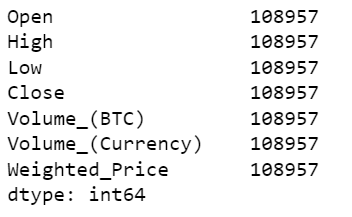 Open 108957
High 108957
Low 108957
Close 108957
Volume_(BTC) 108957
Volume_(Currency) 108957
Weighted_Price 108957
dtype: int64